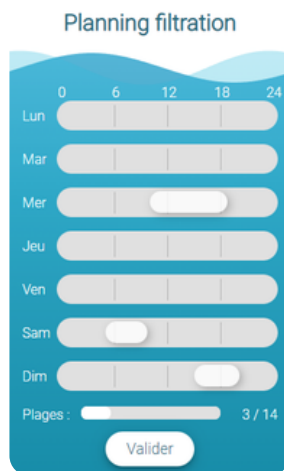 Planning filtration
0 6 12 18 24
Lun
Mar
Mer
Jeu
Ven
Sam
Dim
Plages : 3 / 14
Valider